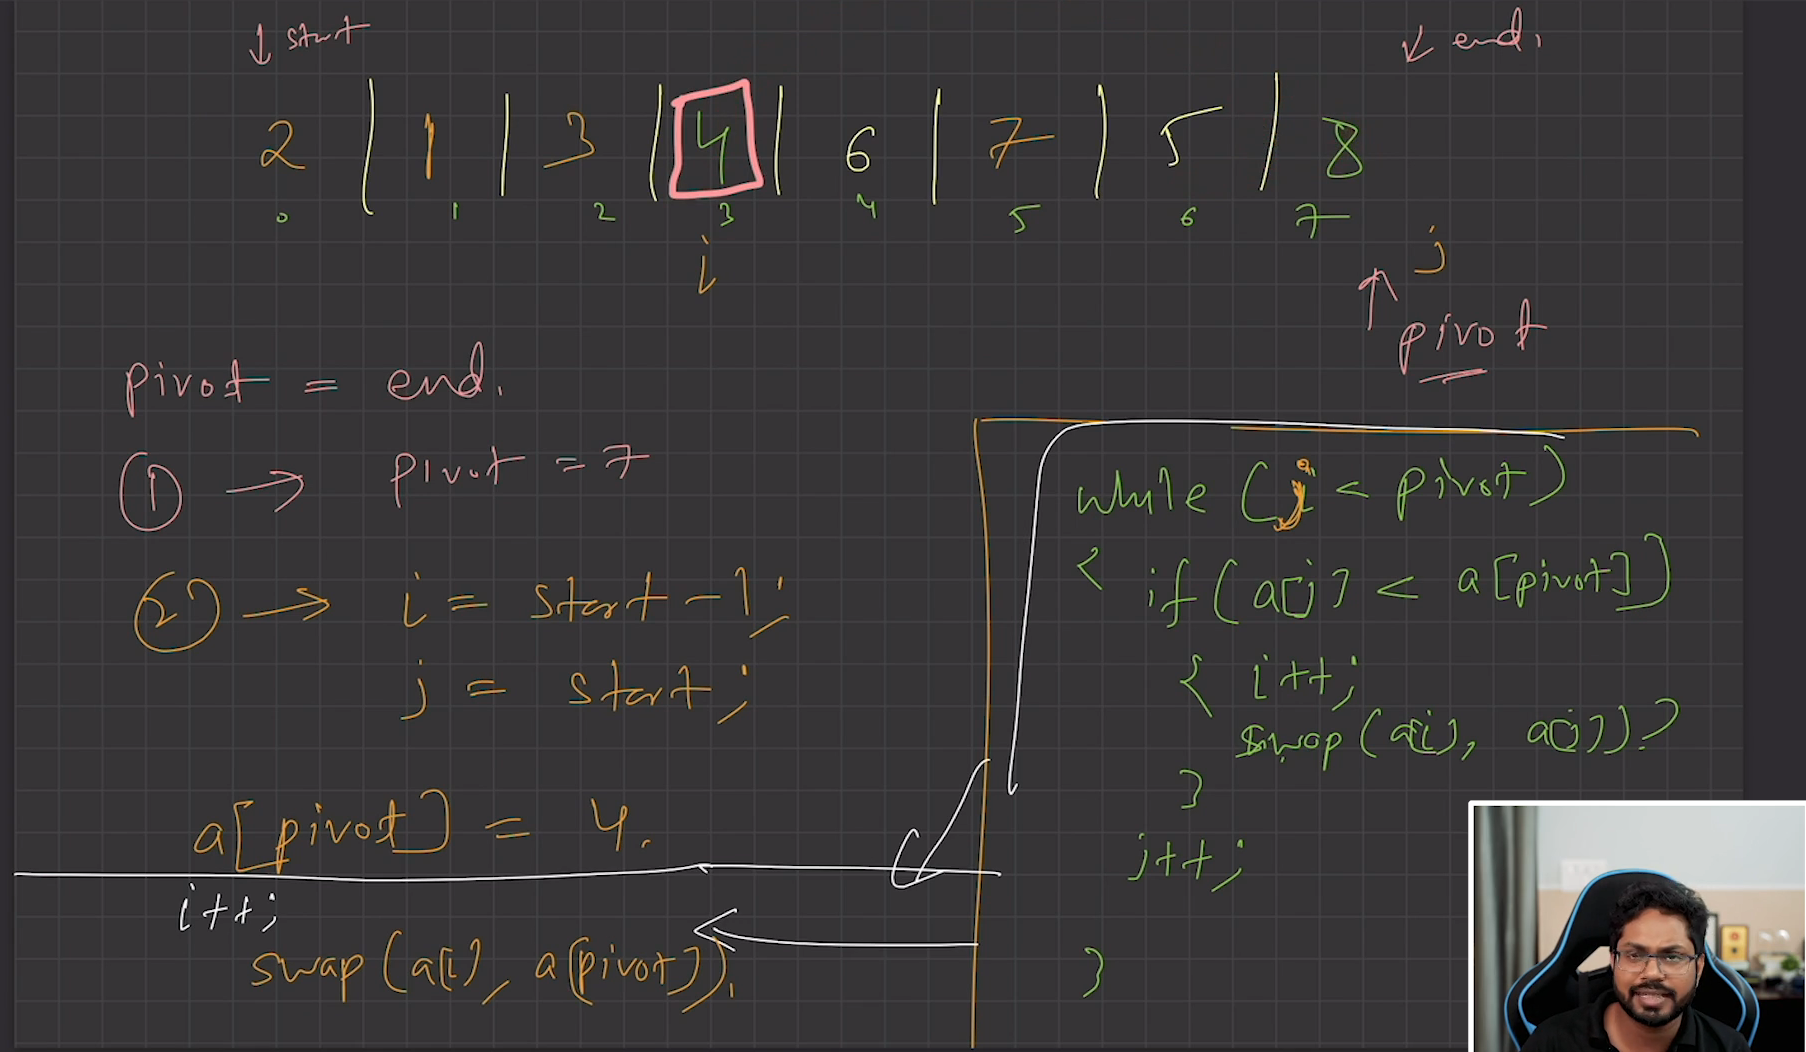 ↓ start
↙ end.
2 | 1 | 3 | 4 | 6 | 7 | 5 | 8
0 1 2 3 4 5 6 7
i
j
↑ pivot
pivot = end.
① → pivot = 7
② → i = start - 1;
j = start;
a[pivot] = 4.
i++;
swap(a[i], a[pivot]);
while (j < pivot)
{ if (a[j] < a[pivot])
{ i++;
swap(a[i], a[j]);
}
j++;
}